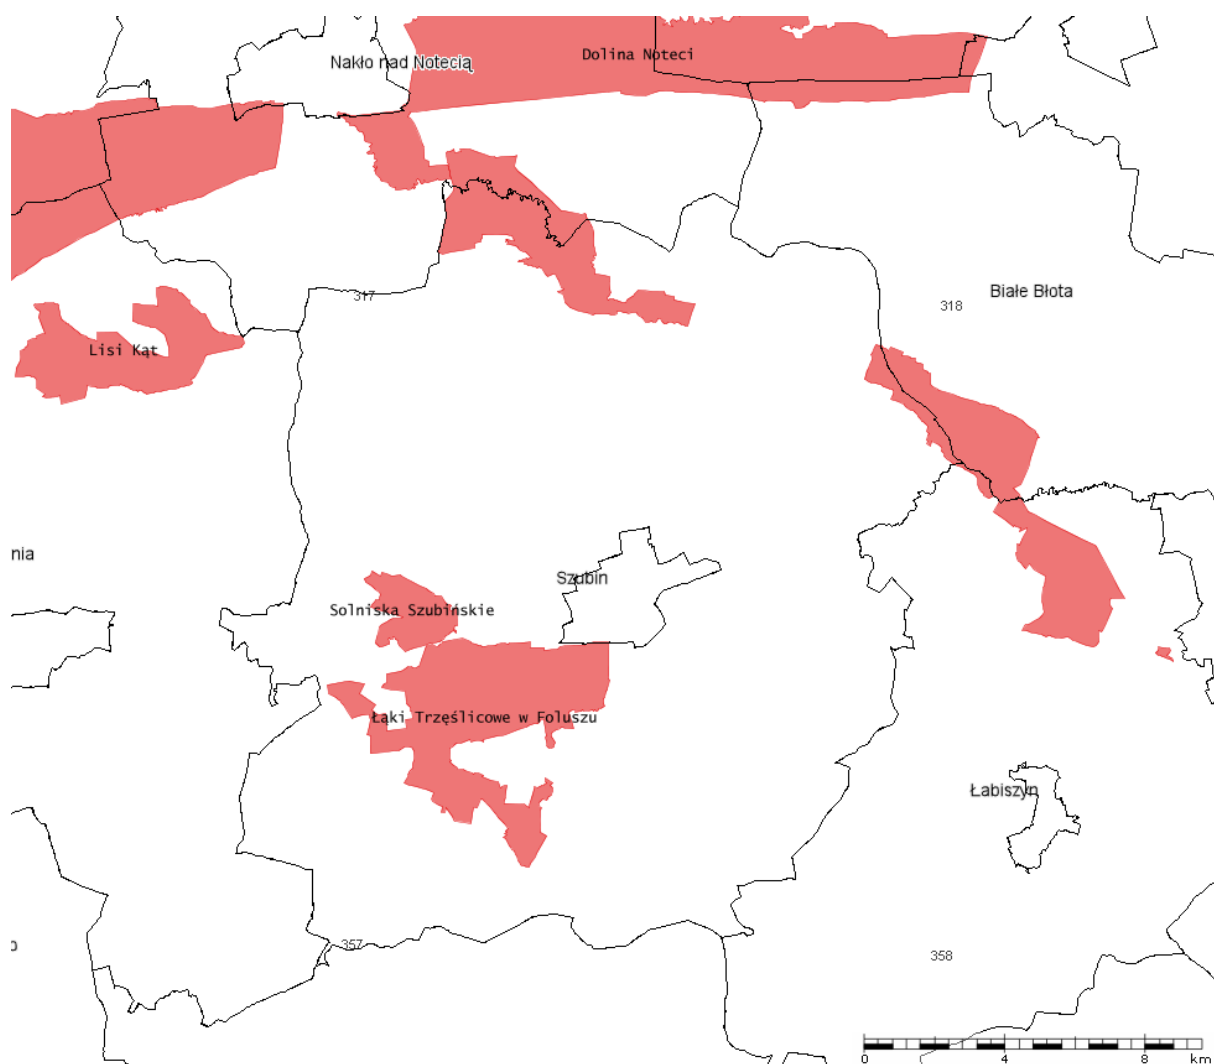 Dolina Noteci
Nakło nad Notecią
317
318
Białe Błota
Lisi Kąt
nia
Szubin
Solniska Szubińskie
Łąki Trzęślicowe w Foluszu
Łabiszyn
357
358
0 4 8 km